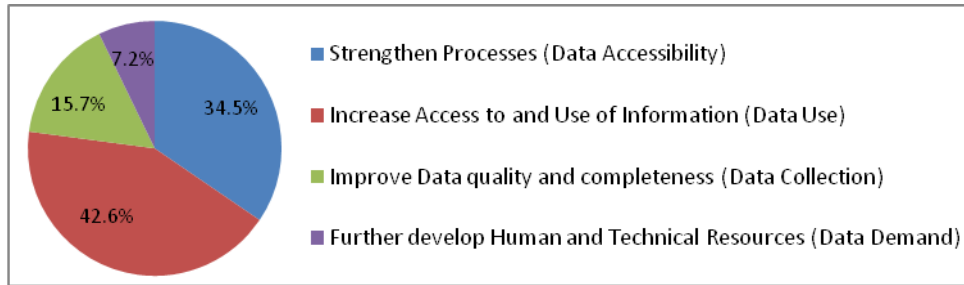 7.2%
34.5%
15.7%
42.6%
Strengthen Processes (Data Accessibility)
Increase Access to and Use of Information (Data Use)
Improve Data quality and completeness (Data Collection)
Further develop Human and Technical Resources (Data Demand)